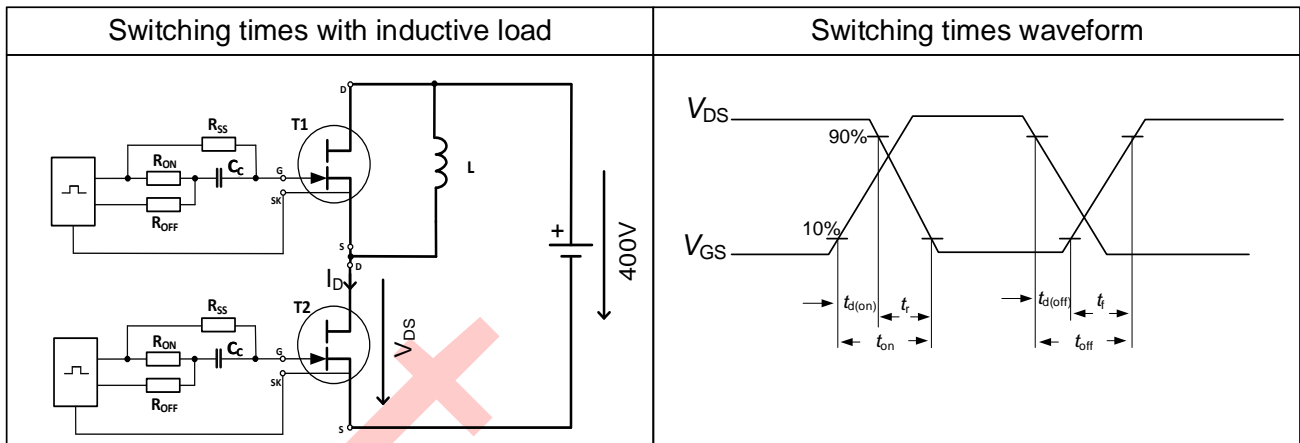 Switching times with inductive load
Switching times waveform
D
T1
RSS
RON
CC
G
ROFF
SK
L
S
D
+
400V
ID
T2
VDS
RSS
RON
CC
G
ROFF
SK
S
VDS
90%
10%
VGS
td(on)
tr
td(off)
tf
ton
toff